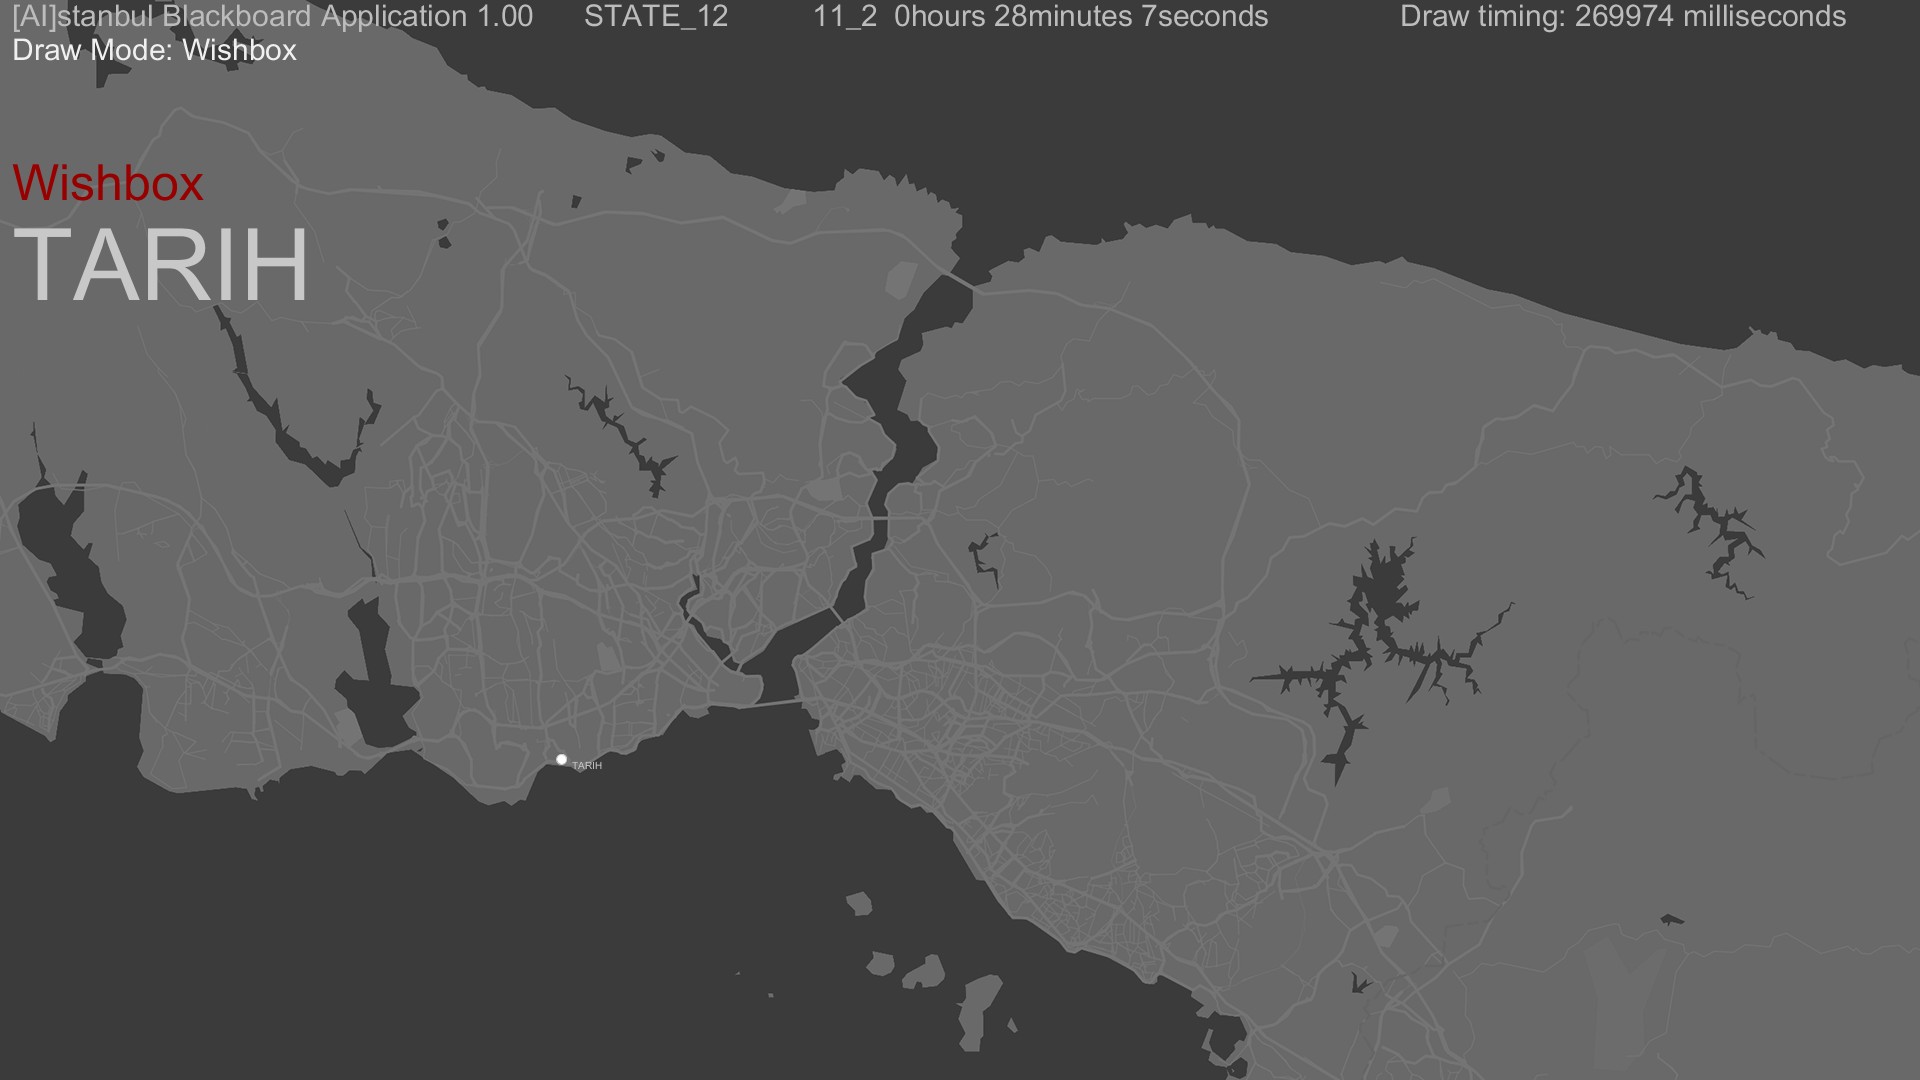 [AI]stanbul Blackboard Application 1.00 STATE_12 11_2 0hours 28minutes 7seconds Draw timing: 269974 milliseconds
Draw Mode: Wishbox
Wishbox
TARIH
TARIH